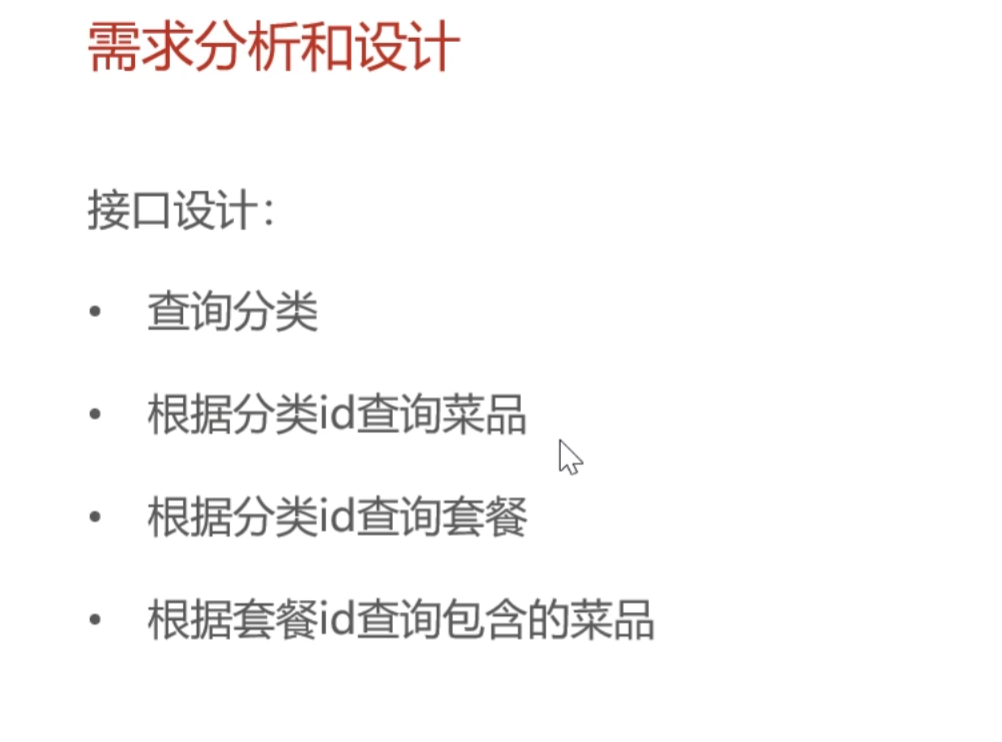 需求分析和设计
接口设计：
• 查询分类
• 根据分类id查询菜品
• 根据分类id查询套餐
• 根据套餐id查询包含的菜品